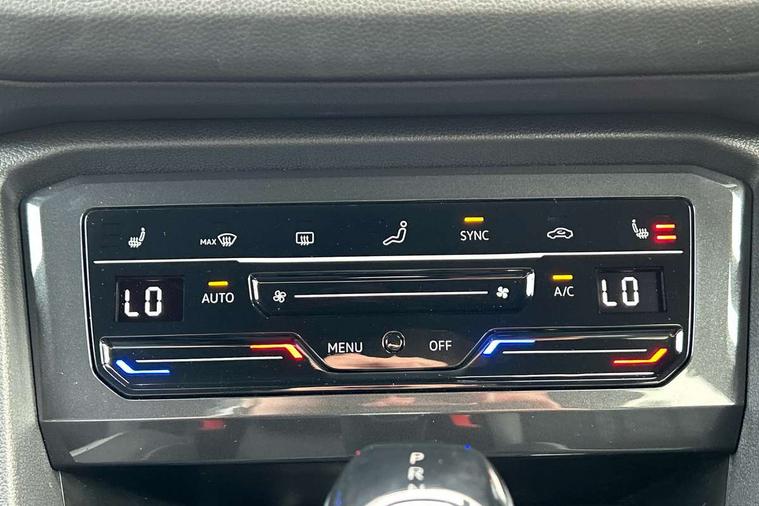 MAX
SYNC
LO AUTO A/C LO
MENU OFF
P
R
N